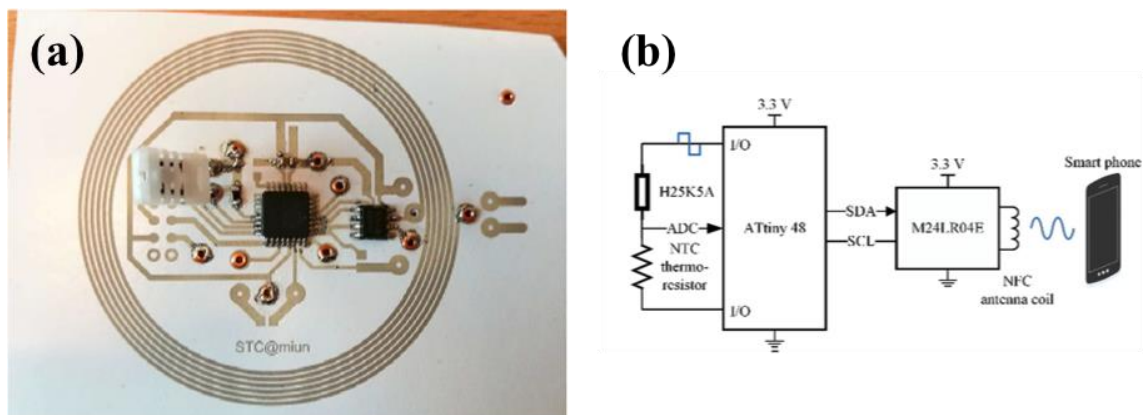 (a)
STC@miun
(b)
3.3 V
I/O
H25K5A
ADC
NTC
thermo-
resistor
I/O
ATtiny 48
SDA
SCL
3.3 V
M24LR04E
NFC
antenna coil
Smart phone